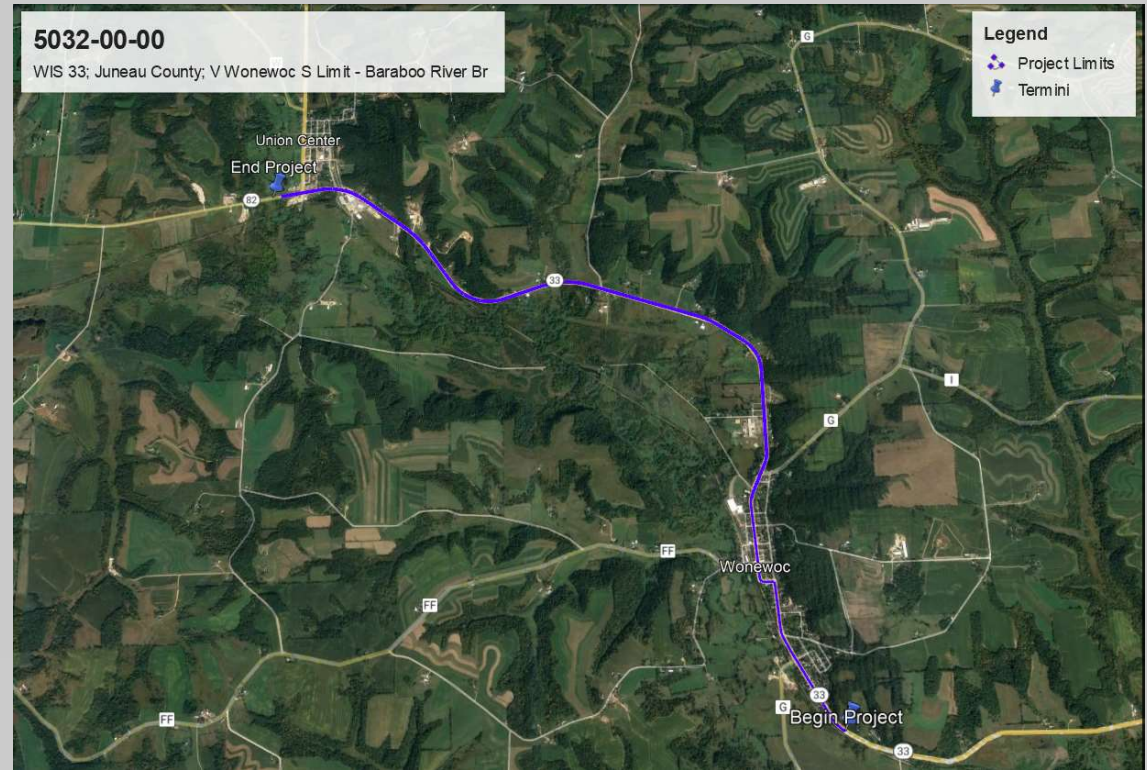 5032-00-00
WIS 33; Juneau County; V Wonewoc S Limit - Baraboo River Br
Legend
Project Limits
Termini
G
Union Center
End Project
82
33
I
G
FF
Wonewoc
FF
33
G
Begin Project
FF
33